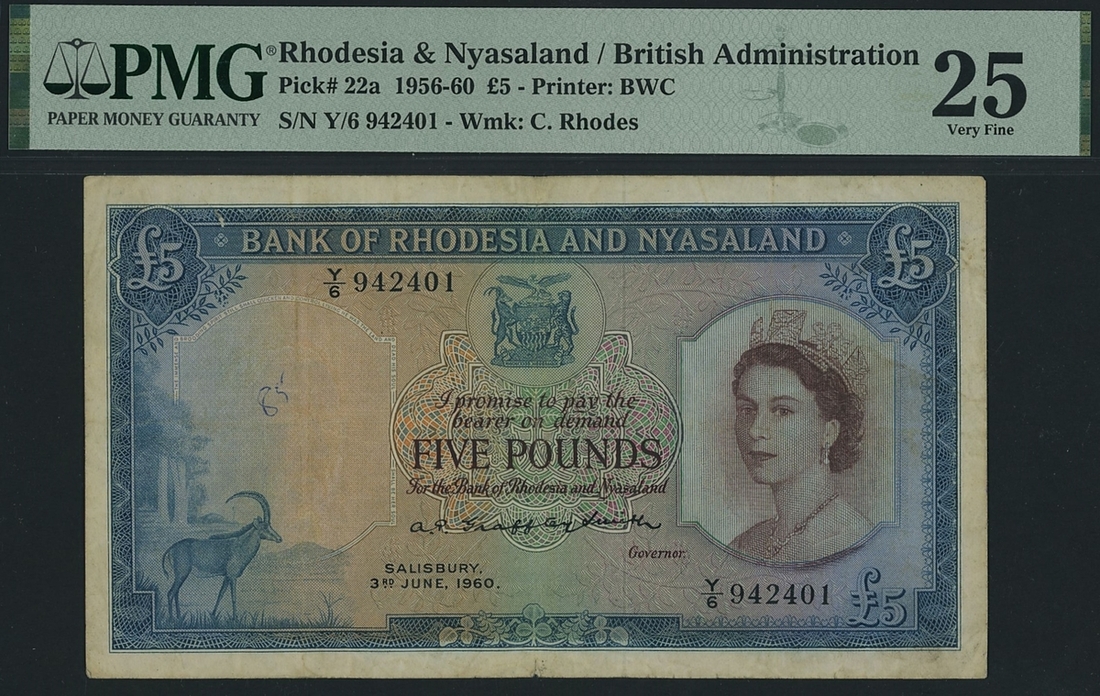 PMG® Rhodesia & Nyasaland / British Administration
PAPER MONEY GUARANTY
Pick# 22a 1956-60 £5 - Printer: BWC
S/N Y/6 942401 - Wmk: C. Rhodes
25
Very Fine
£5 BANK OF RHODESIA AND NYASALAND £5
Y/6 942401
I promise to pay the
bearer on demand
FIVE POUNDS
For the Bank of Rhodesia and Nyasaland
Governor.
SALISBURY,
3RD JUNE, 1960.
Y/6 942401 £5